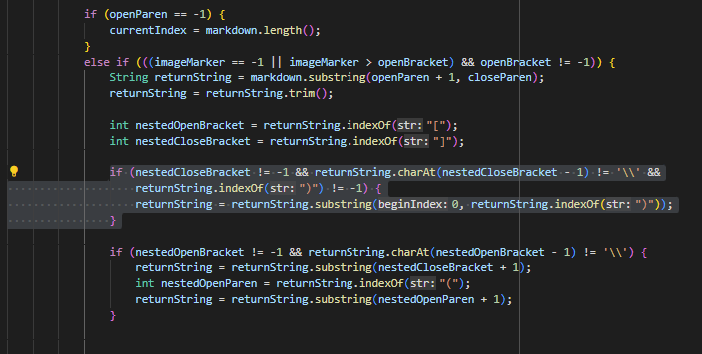 if (openParen == -1) {
currentIndex = markdown.length();
}
else if (((imageMarker == -1 || imageMarker > openBracket) && openBracket != -1)) {
String returnString = markdown.substring(openParen + 1, closeParen);
returnString = returnString.trim();
int nestedOpenBracket = returnString.indexOf(str: "[");
int nestedCloseBracket = returnString.indexOf(str: "]");
if (nestedCloseBracket != -1 && returnString.charAt(nestedCloseBracket - 1) != '\\' &&
returnString.indexOf(str: ")") != -1) {
returnString = returnString.substring(beginIndex: 0, returnString.indexOf(str: ")"));
}
if (nestedOpenBracket != -1 && returnString.charAt(nestedOpenBracket - 1) != '\\') {
returnString = returnString.substring(nestedCloseBracket + 1);
int nestedOpenParen = returnString.indexOf(str: "(");
returnString = returnString.substring(nestedOpenParen + 1);
}